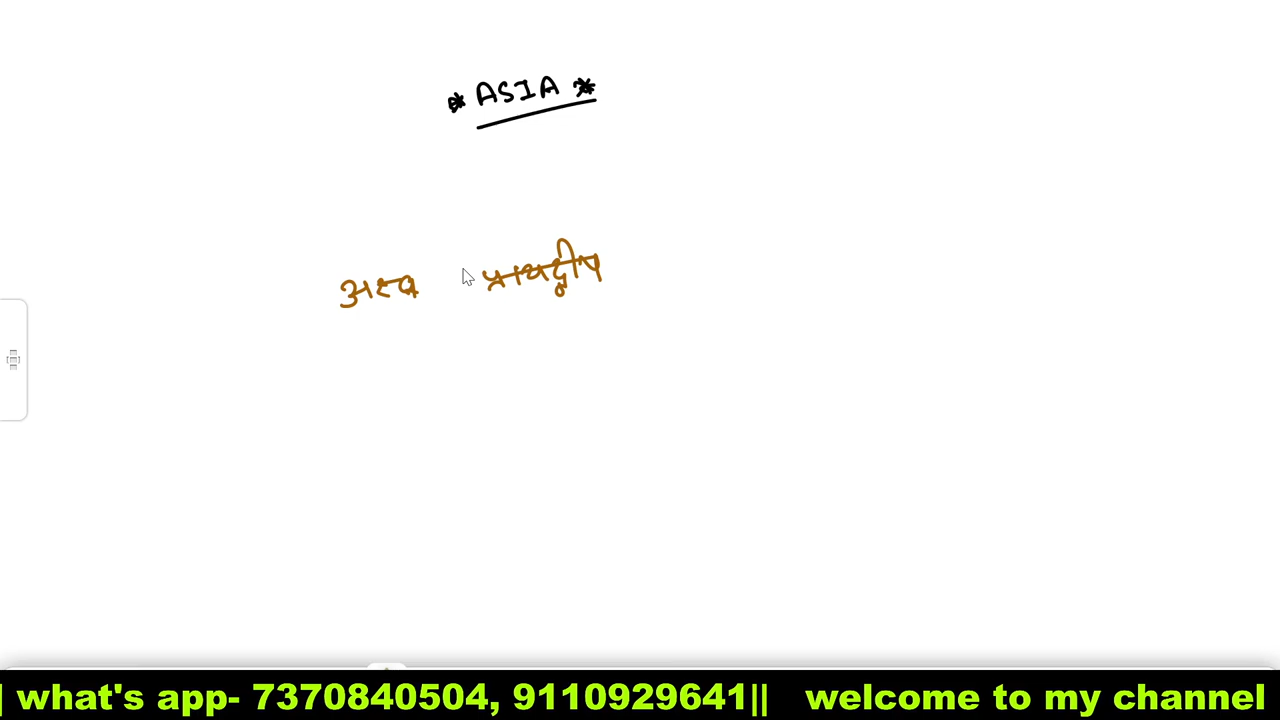 * ASIA *
अरब प्रायद्वीप
| what's app- 7370840504, 9110929641|| welcome to my channel